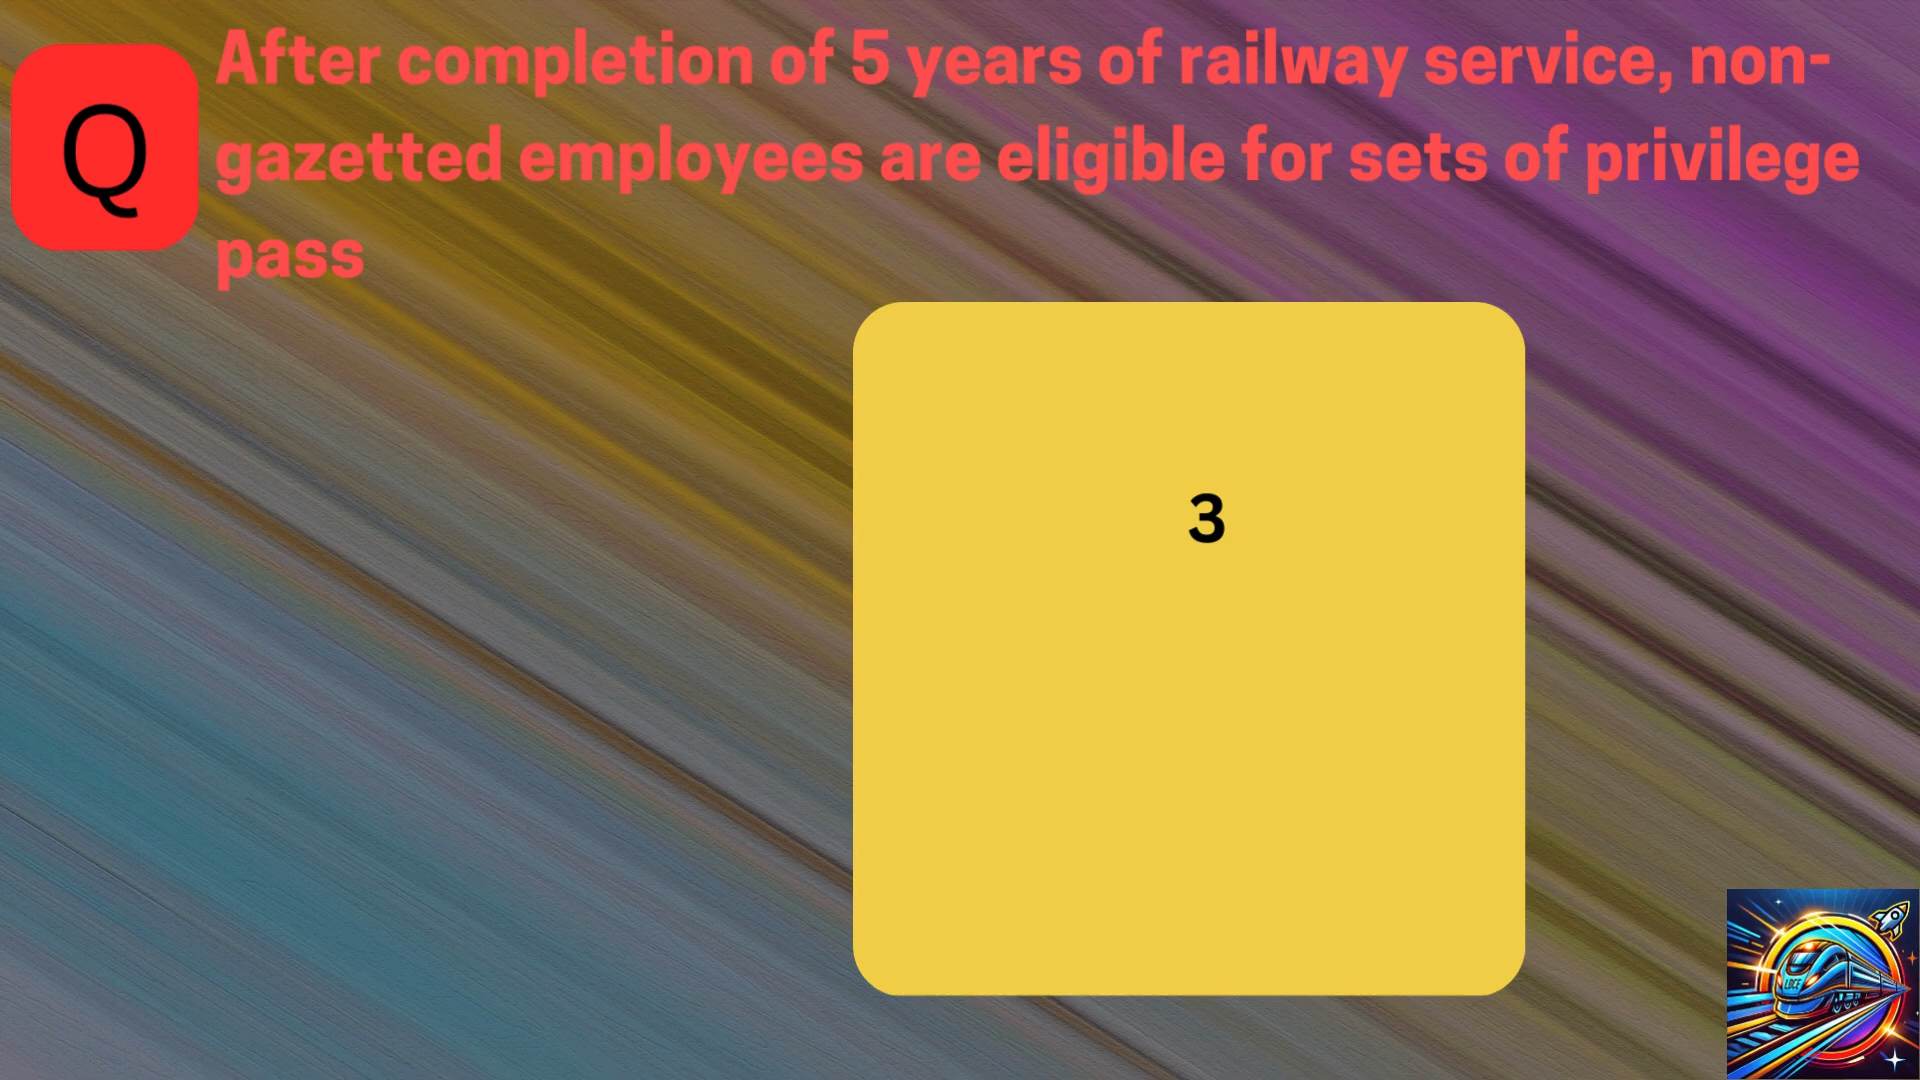 Q
After completion of 5 years of railway service, non-
gazetted employees are eligible for sets of privilege
pass
3
LDCE